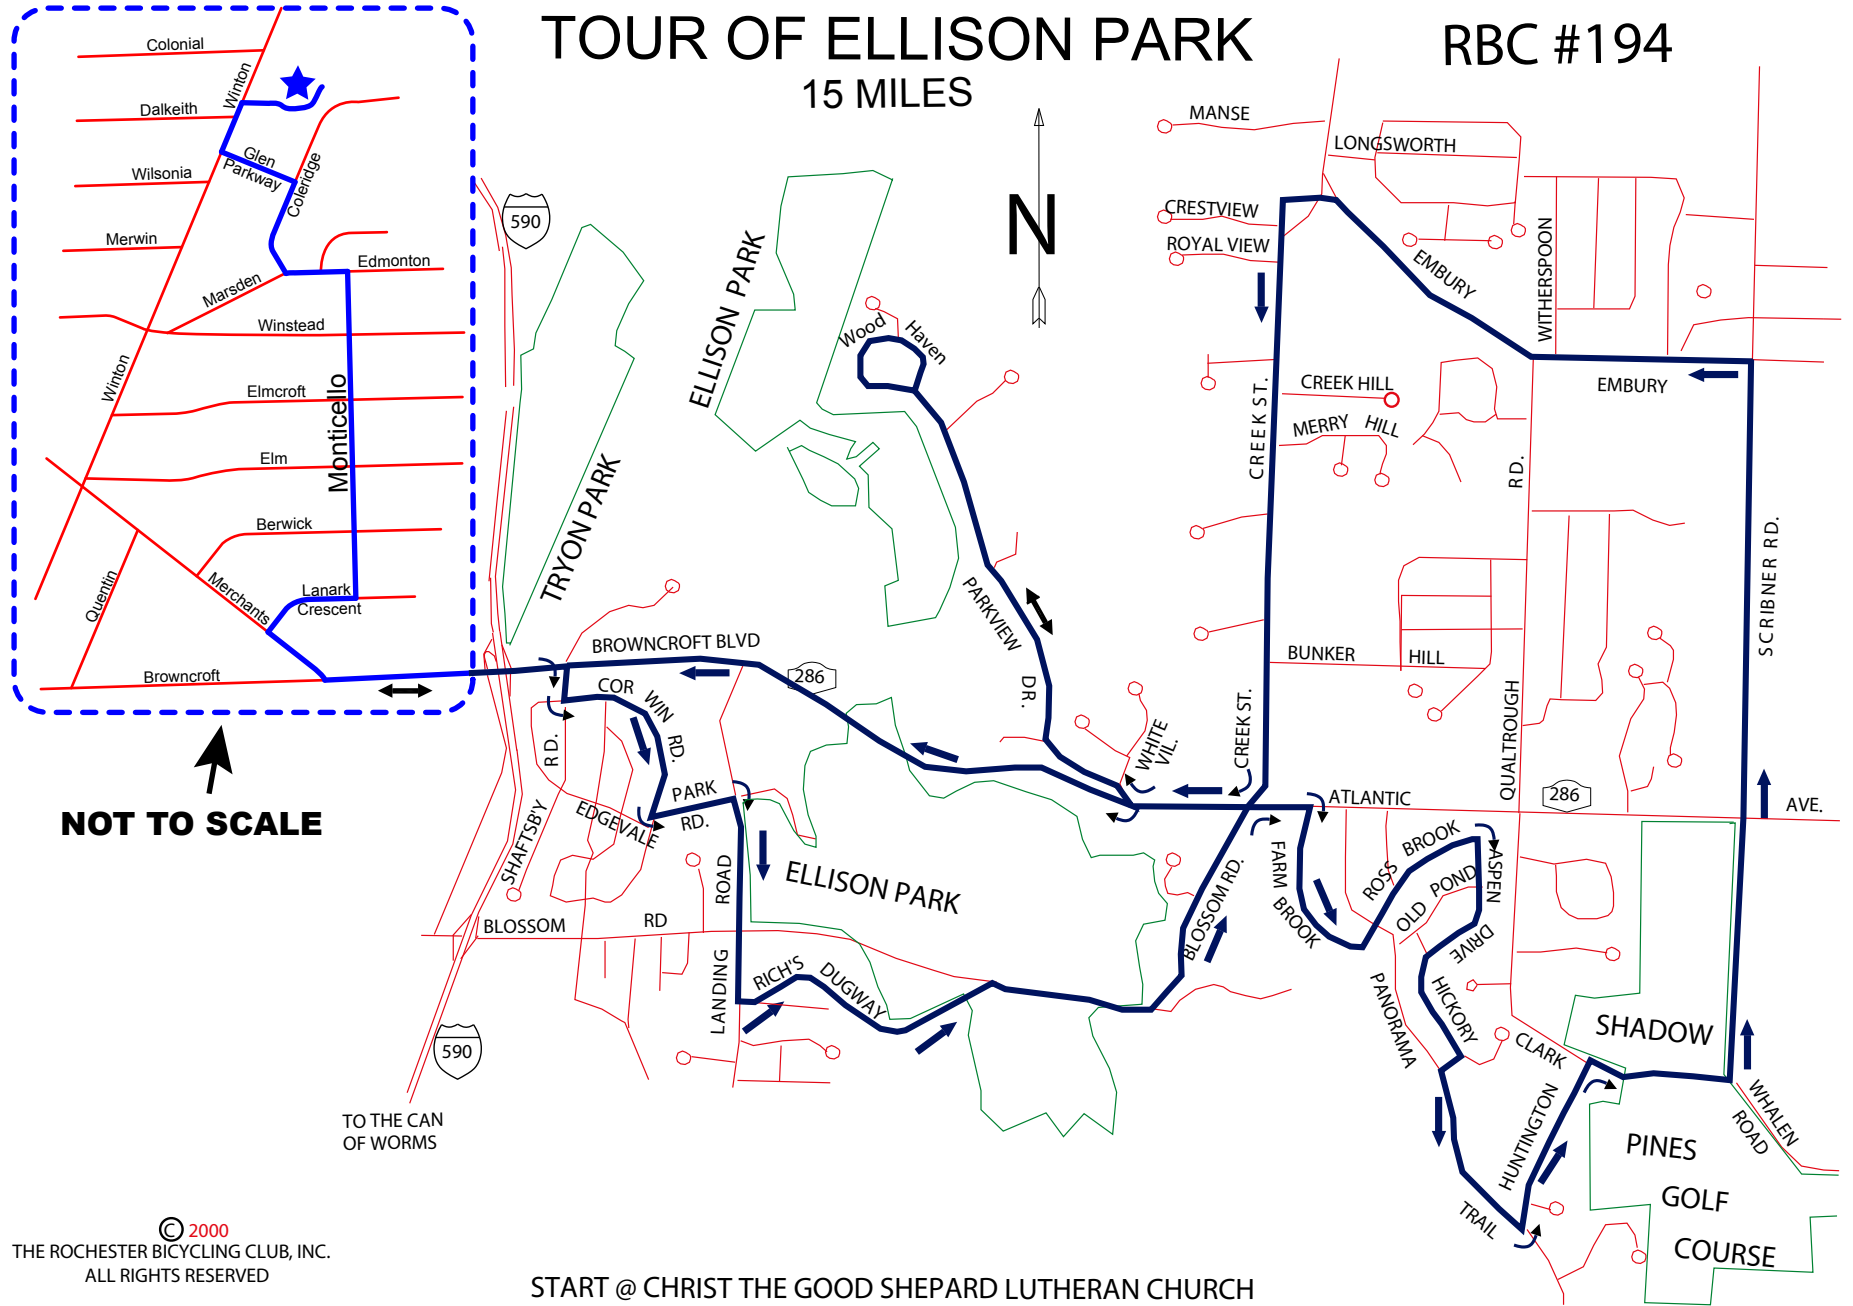 TOUR OF ELLISON PARK
15 MILES
RBC #194
Colonial
Winton
Dalkeith
Glen
Parkway
Wilsonia
Coleridge
Merwin
Edmonton
Marsden
Winstead
Winton
Elmcroft
Monticello
Elm
Berwick
Quentin
Merchants
Lanark
Crescent
Browncroft
NOT TO SCALE
590
TRYON PARK
ELLISON PARK
N
Wood
Haven
PARKVIEW
DR.
MANSE
LONGSWORTH
CRESTVIEW
ROYAL VIEW
EMBURY
WITHERSPOON
EMBURY
CREEK ST.
CREEK HILL
MERRY HILL
RD.
SCRIBNER RD.
BUNKER HILL
QUALTROUGH
BROWNCROFT BLVD
286
COR
WIN
RD.
RD.
SHAFTSBY
EDGEVALE
PARK
RD.
WHITE
VIL.
CREEK ST.
ATLANTIC
286
AVE.
ELLISON PARK
ROAD
LANDING
BLOSSOM RD
RICH'S
DUGWAY
BLOSSOM RD.
FARM
BROOK
ROSS
BROOK
OLD
POND
ASPEN
DRIVE
HICKORY
PANORAMA
CLARK
HUNTINGTON
TRAIL
SHADOW
PINES
GOLF
COURSE
WHALEN
ROAD
590
TO THE CAN
OF WORMS
© 2000
THE ROCHESTER BICYCLING CLUB, INC.
ALL RIGHTS RESERVED
START @ CHRIST THE GOOD SHEPARD LUTHERAN CHURCH